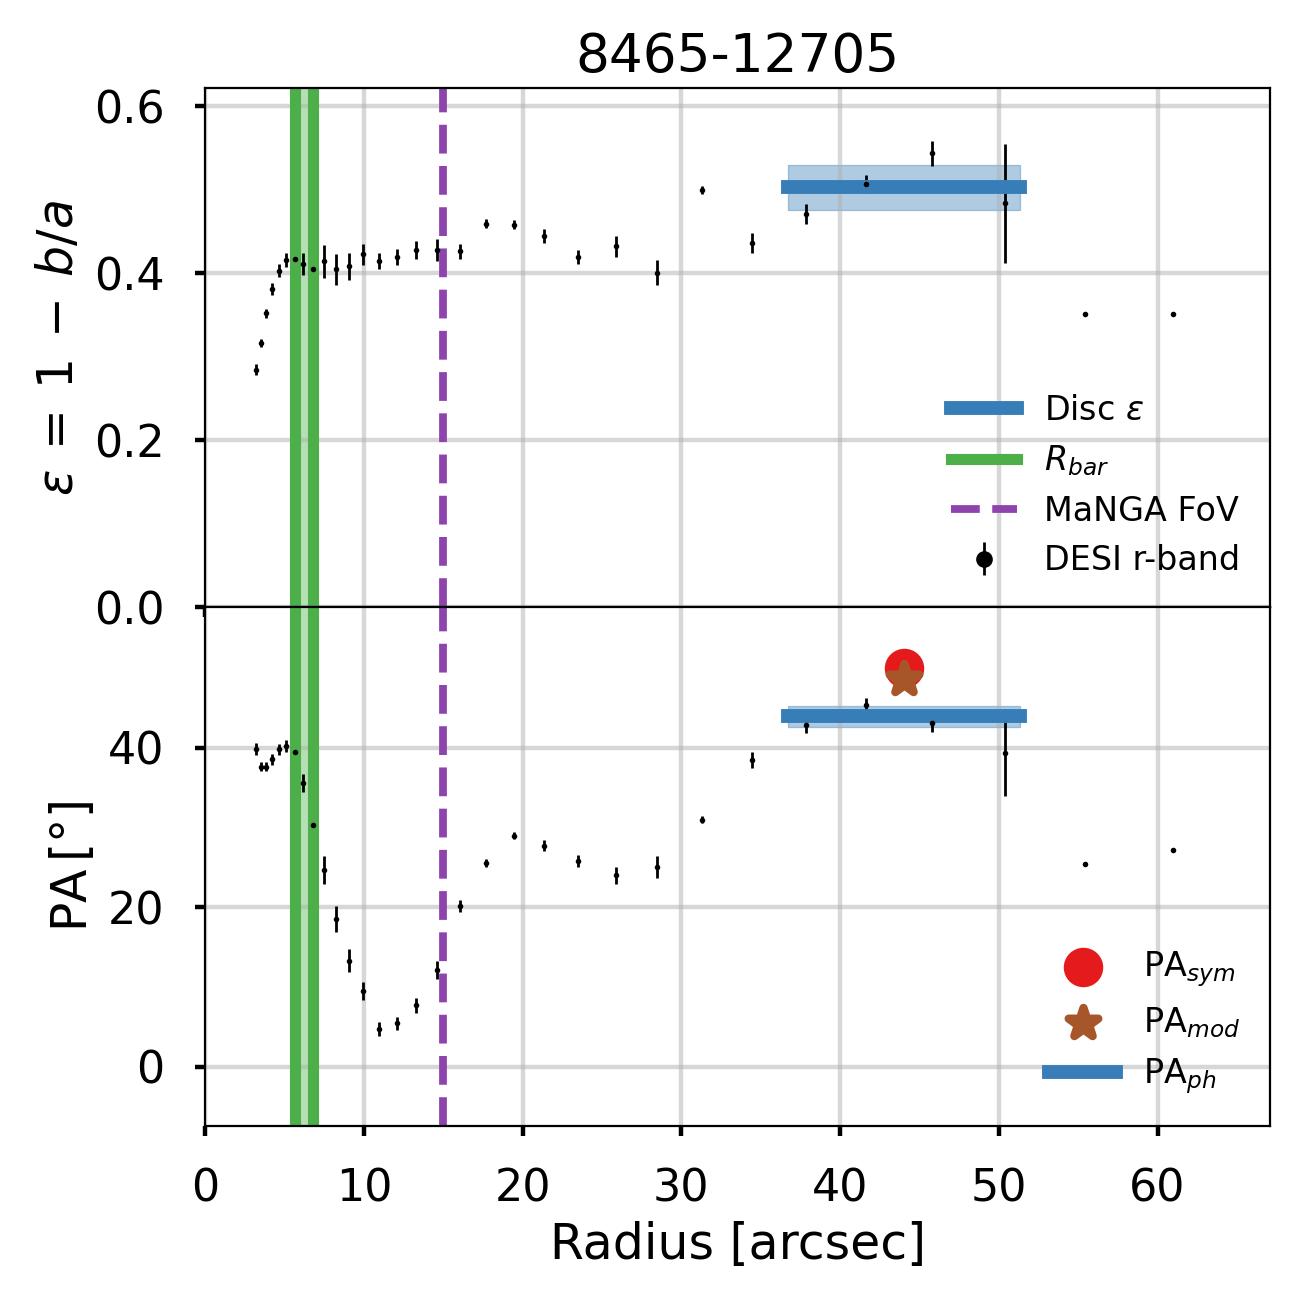 8465-12705
0.6
0.4
0.2
0.0
ε = 1 − b/a
Disc ε
R_bar
MaNGA FoV
DESI r-band
40
20
0
PA [°]
PA_sym
PA_mod
PA_ph
0 10 20 30 40 50 60
Radius [arcsec]